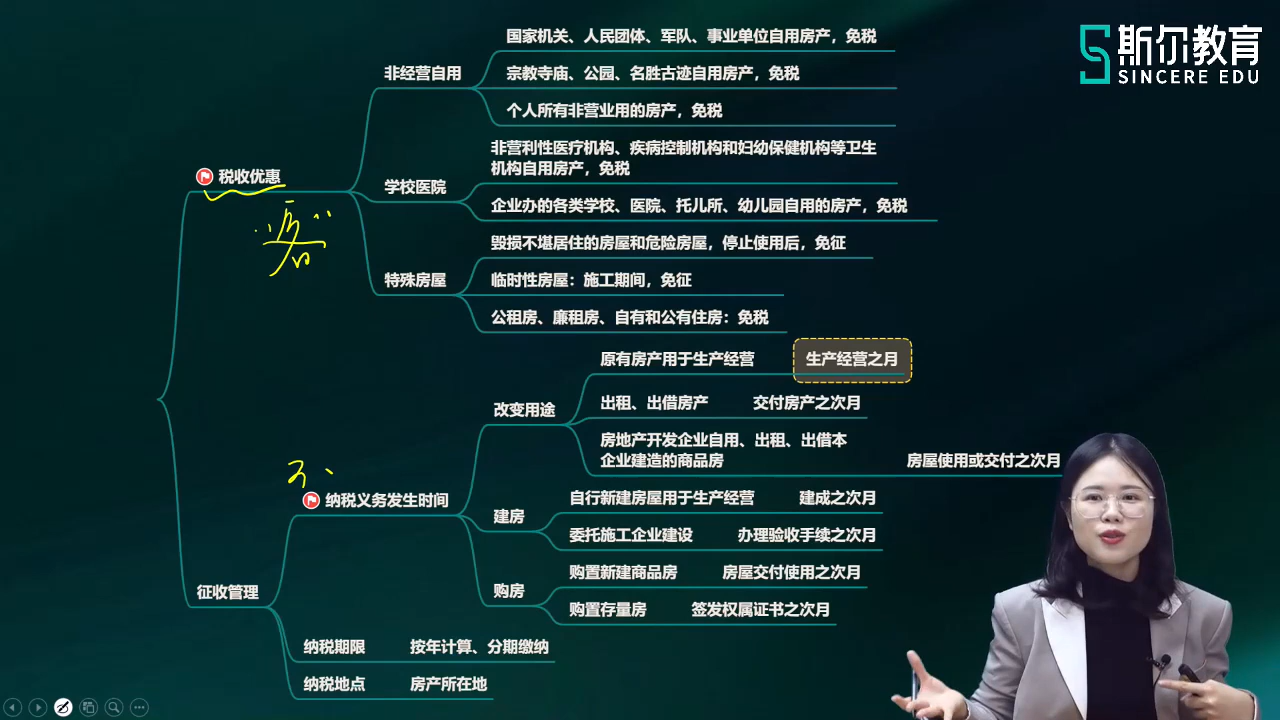 斯尔教育
SINCERE EDU
国家机关、人民团体、军队、事业单位自用房产，免税
非经营自用
宗教寺庙、公园、名胜古迹自用房产，免税
个人所有非营业用的房产，免税
税收优惠
非营利性医疗机构、疾病控制机构和妇幼保健机构等卫生
机构自用房产，免税
学校医院
企业办的各类学校、医院、托儿所、幼儿园自用的房产，免税
毁损不堪居住的房屋和危险房屋，停止使用后，免征
特殊房屋
临时性房屋：施工期间，免征
公租房、廉租房、自有和公有住房：免税
原有房产用于生产经营 生产经营之月
改变用途
出租、出借房产 交付房产之次月
房地产开发企业自用、出租、出借本
企业建造的商品房 房屋使用或交付之次月
纳税义务发生时间
自行新建房屋用于生产经营 建成之次月
建房
委托施工企业建设 办理验收手续之次月
购置新建商品房 房屋交付使用之次月
购房
购置存量房 签发权属证书之次月
征收管理
纳税期限 按年计算、分期缴纳
纳税地点 房产所在地